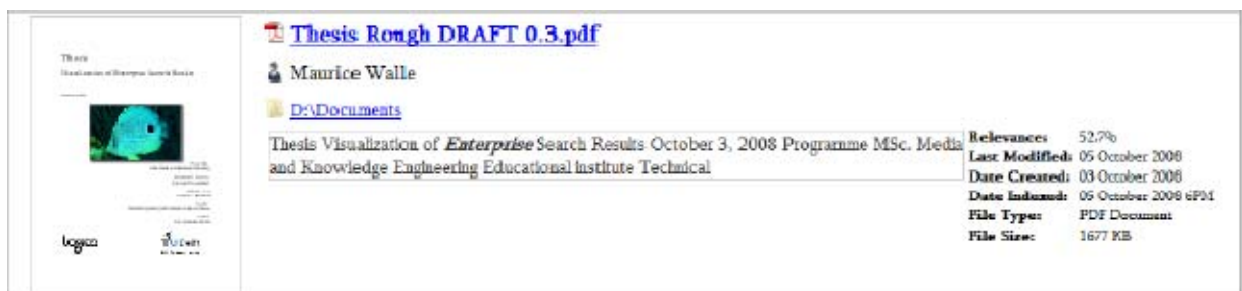 Thesis Rough DRAFT 0.3.pdf
Maurice Walle
D:\Documents
Thesis Visualization of Enterprise Search Results October 3, 2008 Programme MSc. Media
and Knowledge Engineering Educational institute Technical
Relevances: 52.7%
Last Modified: 05 October 2008
Date Created: 03 October 2008
Date Indexed: 05 October 2008 6PM
File Type: PDF Document
File Size: 1677 KB
Thesis
Visualization of Enterprise Search Results
logica